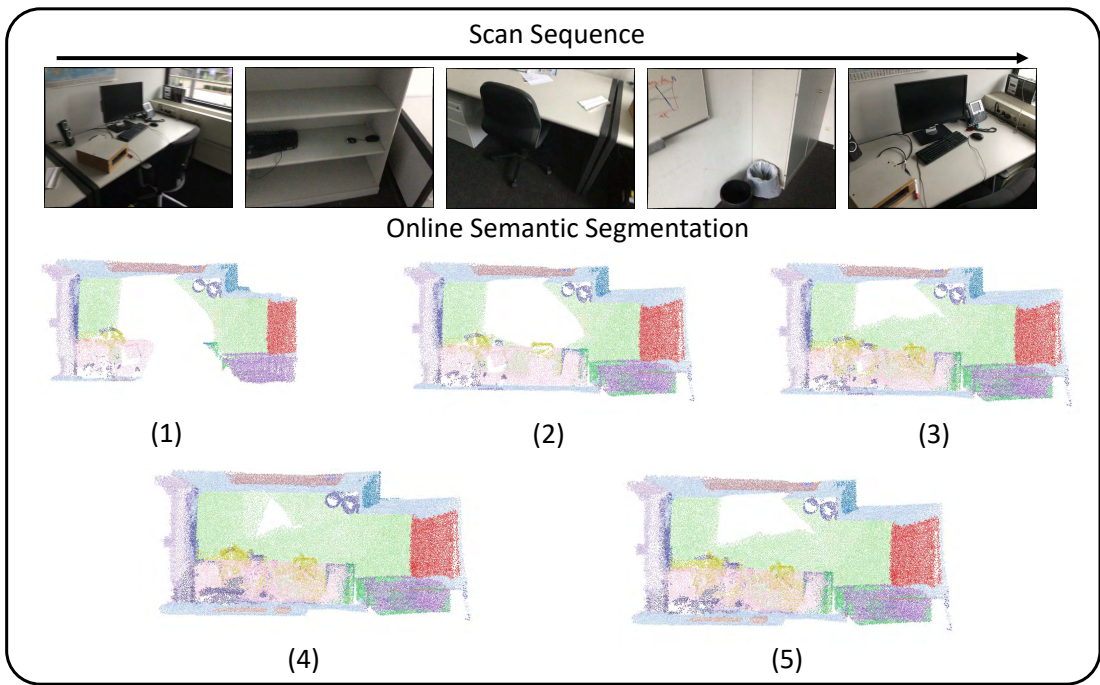 Scan Sequence
Online Semantic Segmentation
(1)
(2)
(3)
(4)
(5)